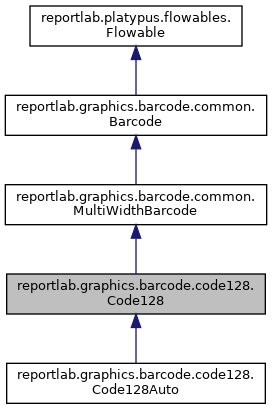 reportlab.platypus.flowables.
Flowable
reportlab.graphics.barcode.common.
Barcode
reportlab.graphics.barcode.common.
MultiWidthBarcode
reportlab.graphics.barcode.code128.
Code128
reportlab.graphics.barcode.code128.
Code128Auto